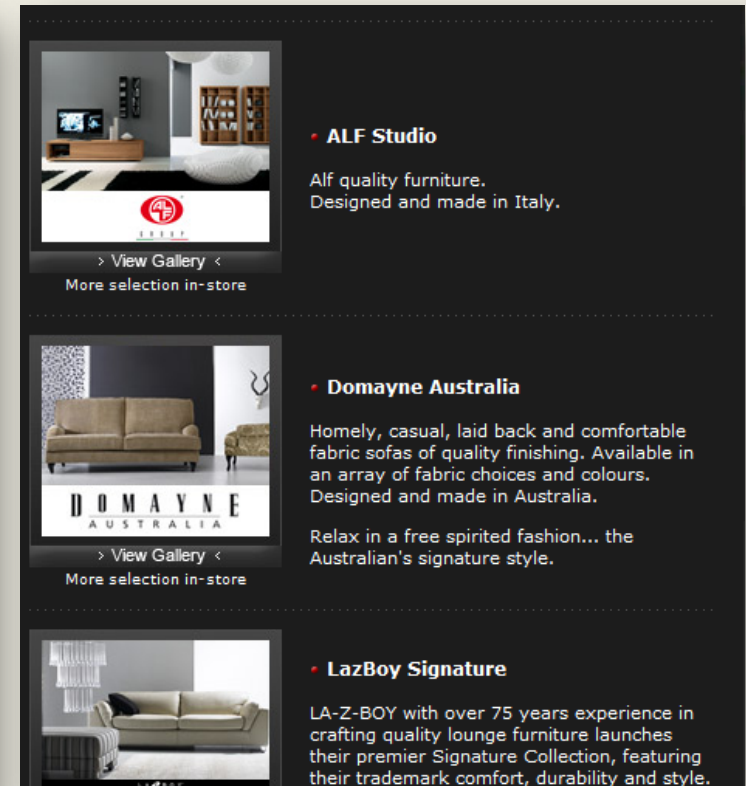 ALF
GROUP
> View Gallery <
More selection in-store
ALF Studio
Alf quality furniture.
Designed and made in Italy.
DOMAYNE
AUSTRALIA
> View Gallery <
More selection in-store
Domayne Australia
Homely, casual, laid back and comfortable
fabric sofas of quality finishing. Available in
an array of fabric choices and colours.
Designed and made in Australia.
Relax in a free spirited fashion... the
Australian's signature style.
LazBoy Signature
LA-Z-BOY with over 75 years experience in
crafting quality lounge furniture launches
their premier Signature Collection, featuring
their trademark comfort, durability and style.